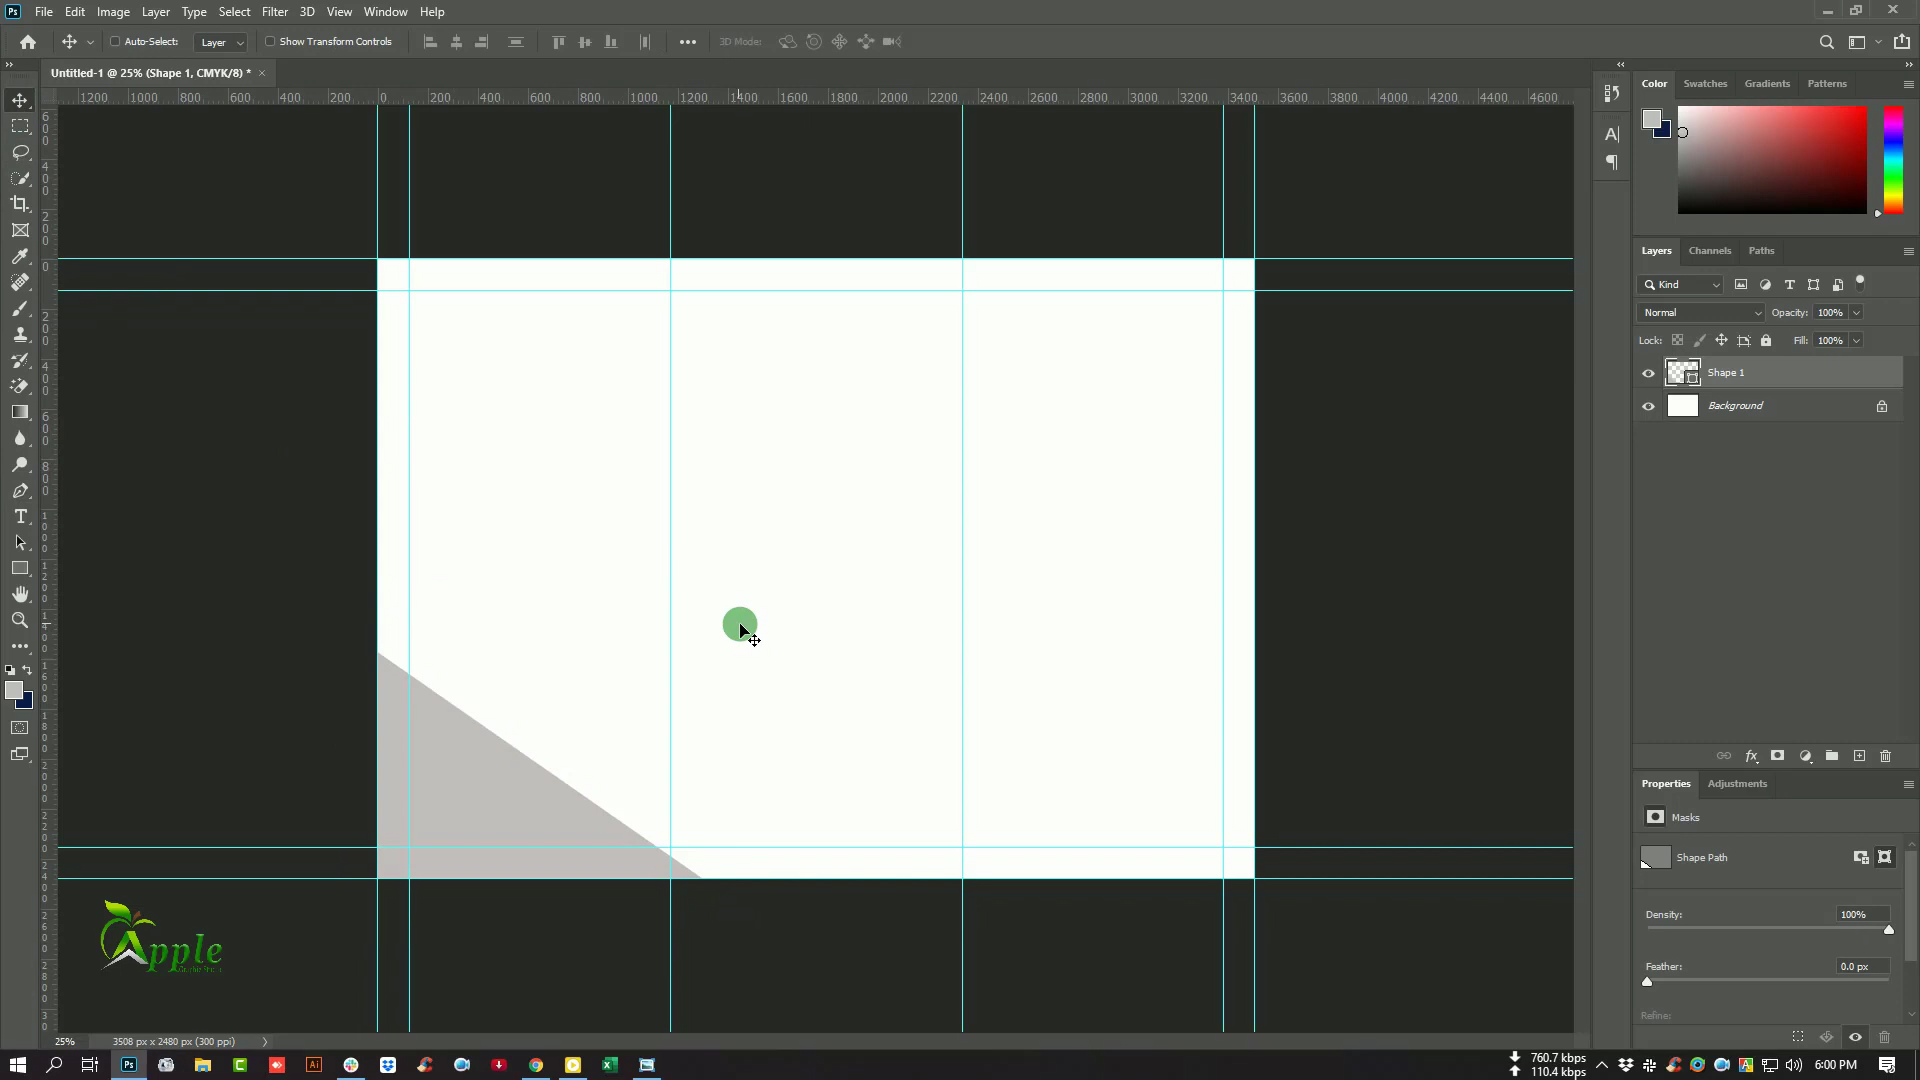 Ps File Edit Image Layer Type Select Filter 3D View Window Help
Auto-Select: Layer Show Transform Controls 3D Mode:
Untitled-1 @ 25% (Shape 1, CMYK/8) *
1200 1000 800 600 400 200 0 200 400 600 800 1000 1200 1400 1600 1800 2000 2200 2400 2600 2800 3000 3200 3400 3600 3800 4000 4200 4400 4600
Color Swatches Gradients Patterns
Layers Channels Paths
Kind
Normal Opacity: 100%
Lock: Fill: 100%
Shape 1
Background
Properties Adjustments
Masks
Shape Path
Density: 100%
Feather: 0.0 px
Refine:
Apple
25% 3508 px x 2480 px (300 ppi)
760.7 kbps
110.4 kbps
6:00 PM